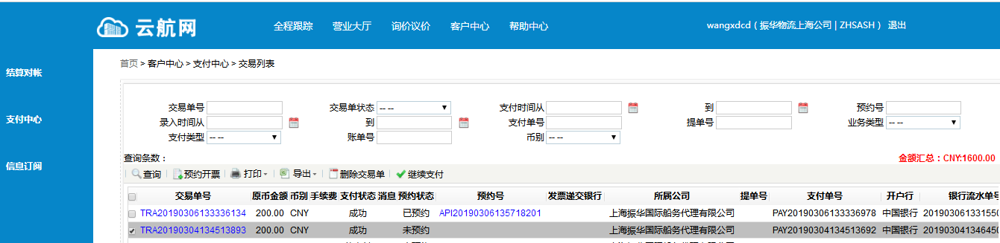 云航网 全程跟踪 营业大厅 询价议价 客户中心 帮助中心 wangxdcd ( 振华物流上海公司 | ZHSASH ) 退出
首页 > 客户中心 > 支付中心 > 交易列表
结算对帐
支付中心
信息订阅
交易单号 交易单状态 -- -- 支付时间从 到 预约号
录入时间从 到 支付单号 提单号 业务类型 -- --
支付类型 -- -- 账单号 币别 -- --
查询条数： 金额汇总：CNY:1600.00
查询 预约开票 打印 导出 删除交易单 继续支付
交易单号 原币金额 币别 手续费 支付状态 消息 预约状态 预约号 发票递交银行 所属公司 提单号 支付单号 开户行 银行流水单号
TRA20190306133336134 200.00 CNY 成功 已预约 API20190306135718201 上海振华国际船务代理有限公司 PAY20190306133336978 中国银行 201903061331550
TRA20190304134513893 200.00 CNY 成功 未预约 上海振华国际船务代理有限公司 PAY20190304134513692 中国银行 201903041346450